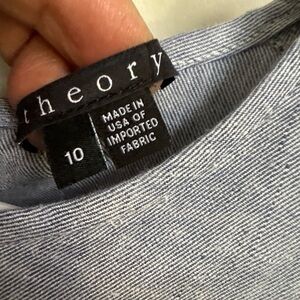 theory
10
MADE IN
USA OF
IMPORTED
FABRIC